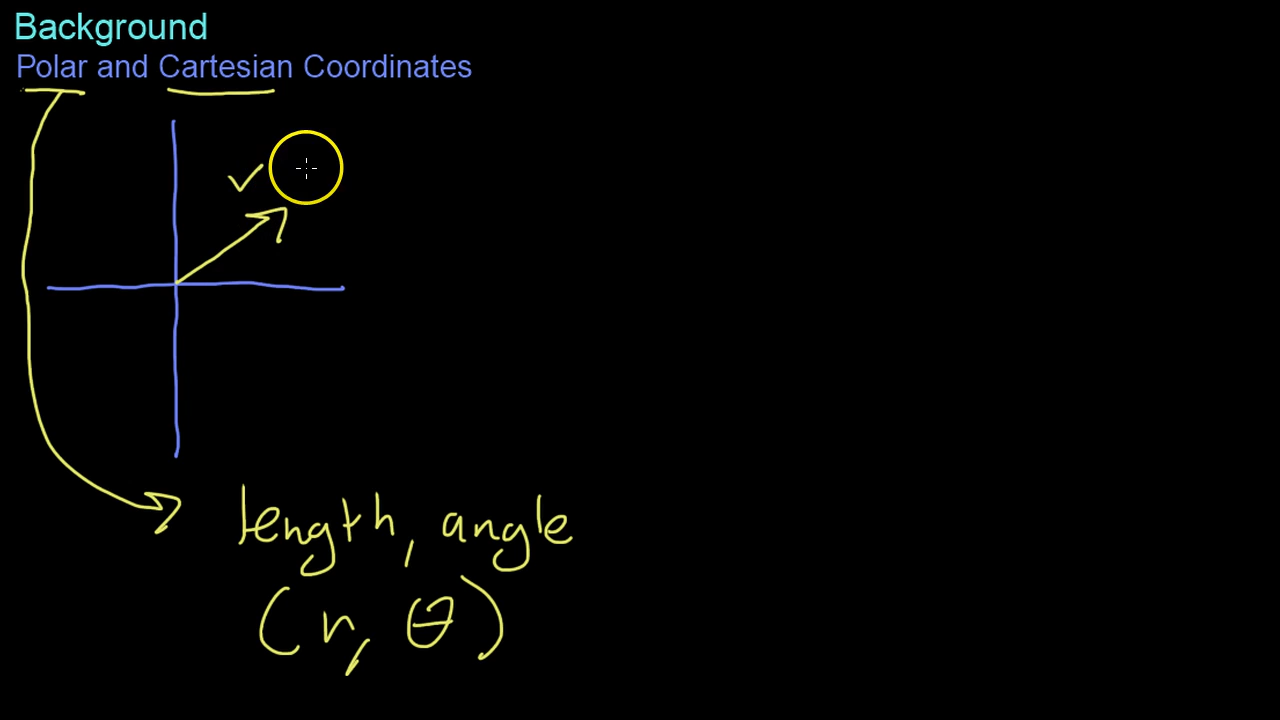 Background
Polar and Cartesian Coordinates
length, angle
(r, θ)